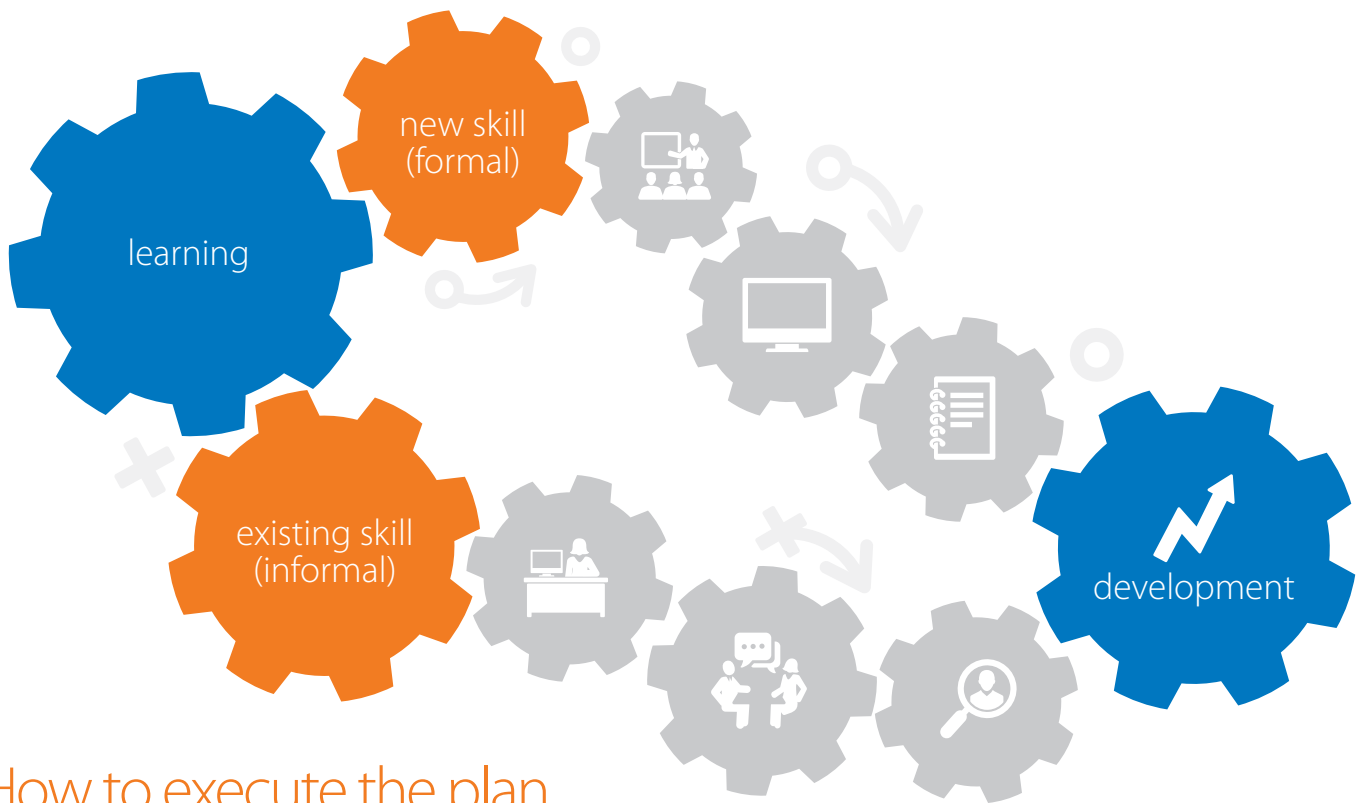 new skill
(formal)
learning
existing skill
(informal)
development
How to execute the plan